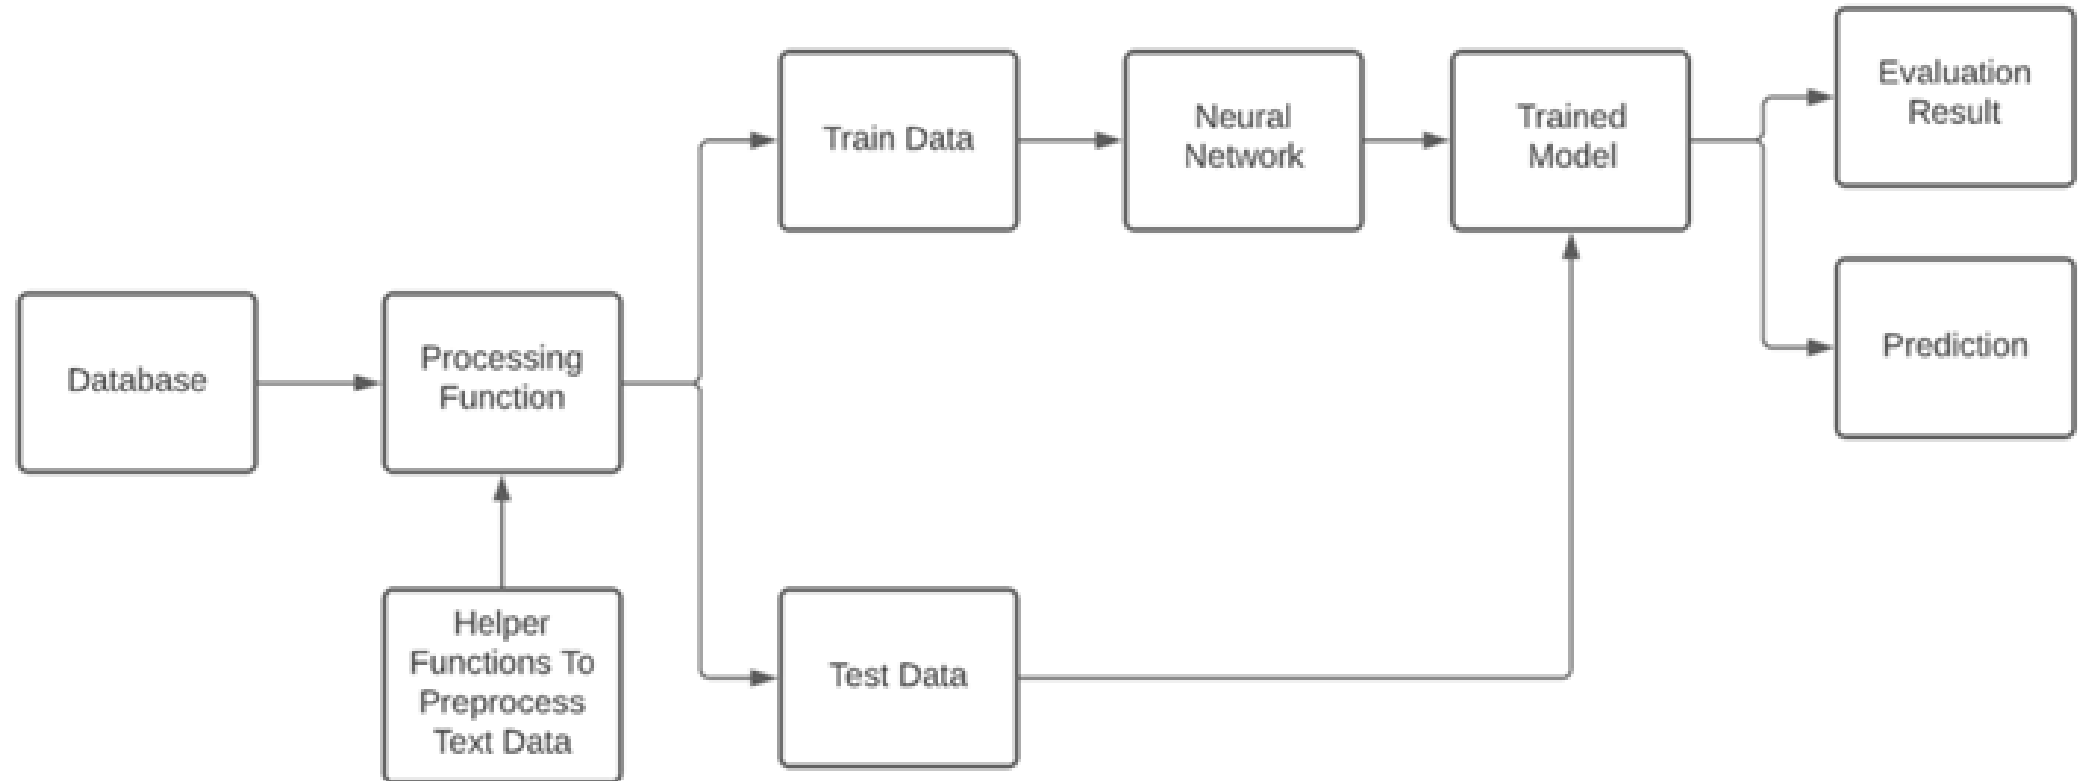 Database
Processing
Function
Helper
Functions To
Preprocess
Text Data
Train Data
Test Data
Neural
Network
Trained
Model
Evaluation
Result
Prediction